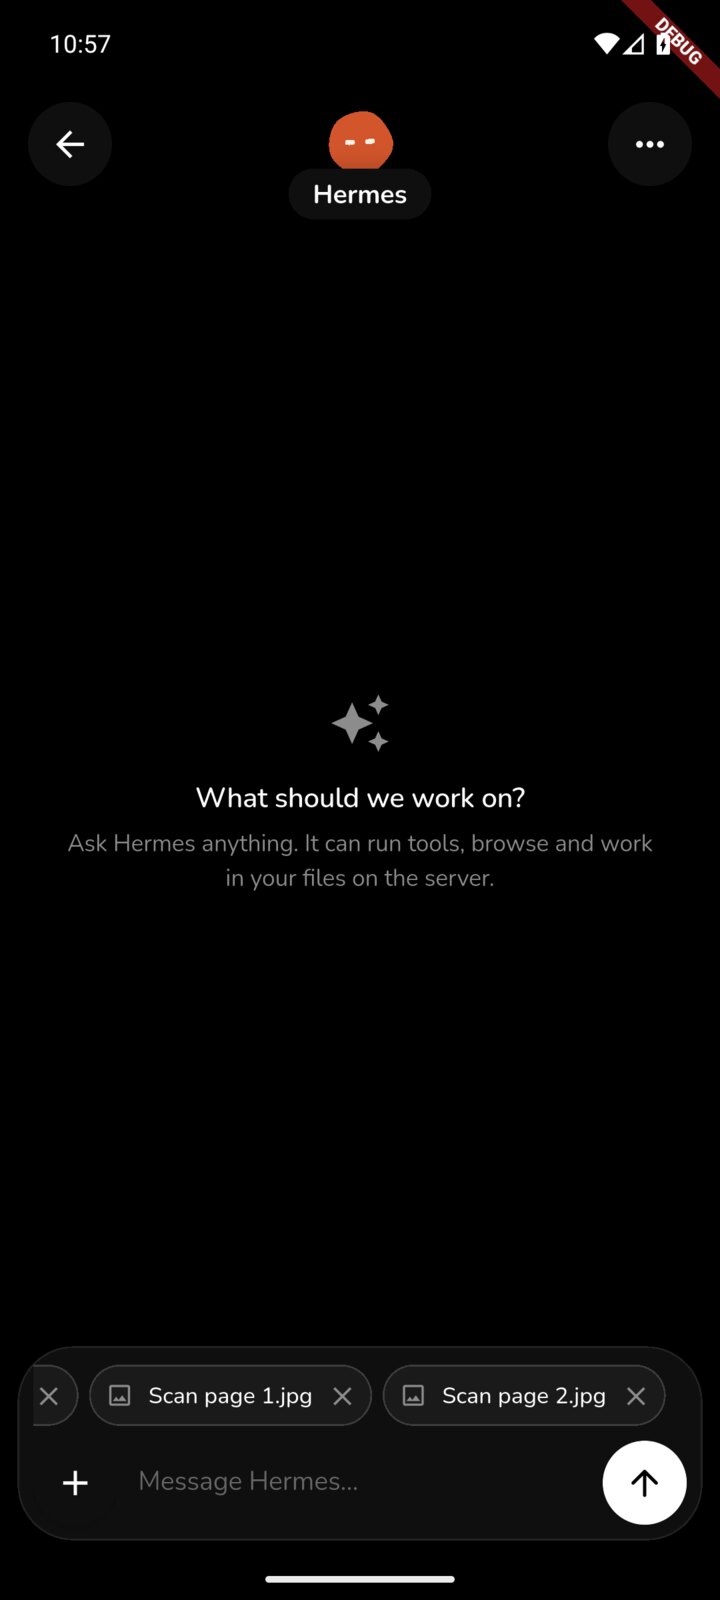 10:57
DEBUG
Hermes
What should we work on?
Ask Hermes anything. It can run tools, browse and work
in your files on the server.
Scan page 1.jpg
Scan page 2.jpg
Message Hermes...